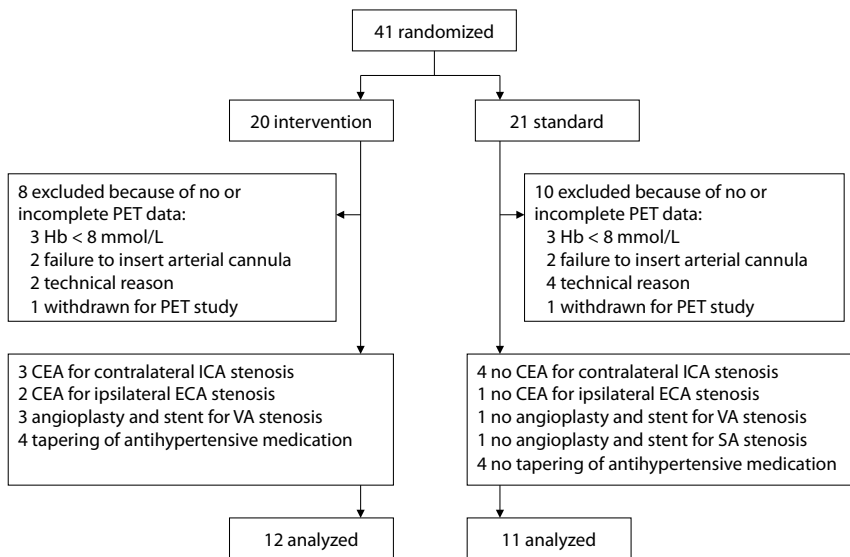 41 randomized
20 intervention
21 standard
8 excluded because of no or
incomplete PET data:
3 Hb < 8 mmol/L
2 failure to insert arterial cannula
2 technical reason
1 withdrawn for PET study
10 excluded because of no or
incomplete PET data:
3 Hb < 8 mmol/L
2 failure to insert arterial cannula
4 technical reason
1 withdrawn for PET study
3 CEA for contralateral ICA stenosis
2 CEA for ipsilateral ECA stenosis
3 angioplasty and stent for VA stenosis
4 tapering of antihypertensive medication
4 no CEA for contralateral ICA stenosis
1 no CEA for ipsilateral ECA stenosis
1 no angioplasty and stent for VA stenosis
1 no angioplasty and stent for SA stenosis
4 no tapering of antihypertensive medication
12 analyzed
11 analyzed